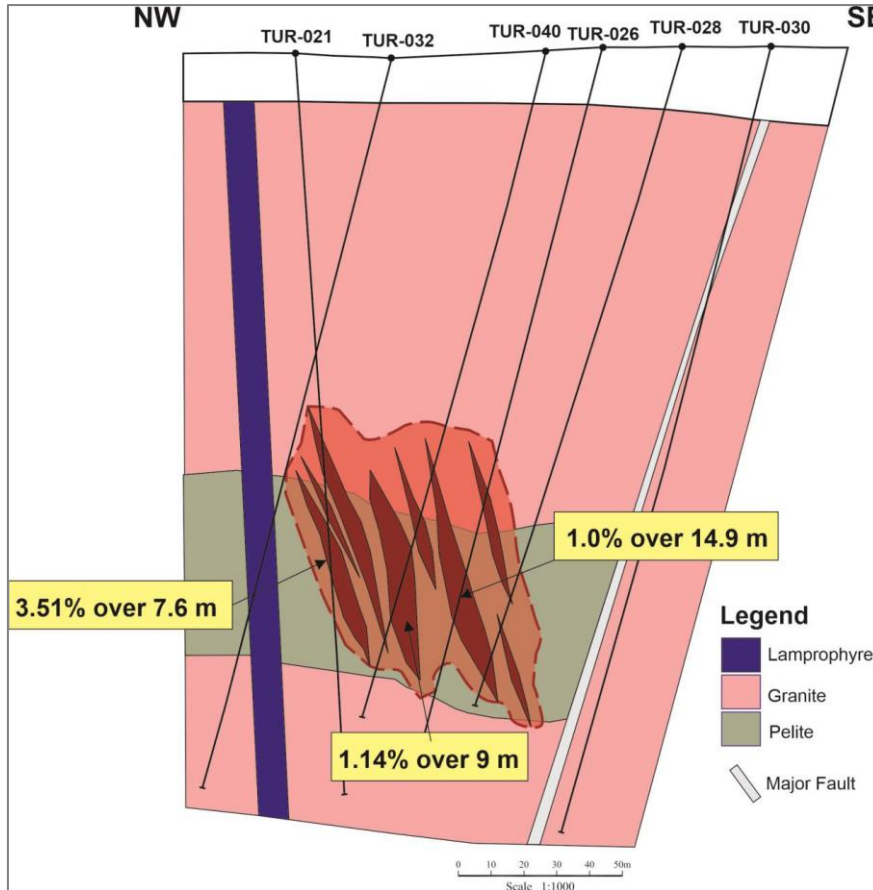 NW
SE
TUR-021
TUR-032
TUR-040
TUR-026
TUR-028
TUR-030
1.0% over 14.9 m
3.51% over 7.6 m
1.14% over 9 m
Legend
Lamprophyre
Granite
Pelite
Major Fault
0 10 20 30 40 50m
Scale 1:1000